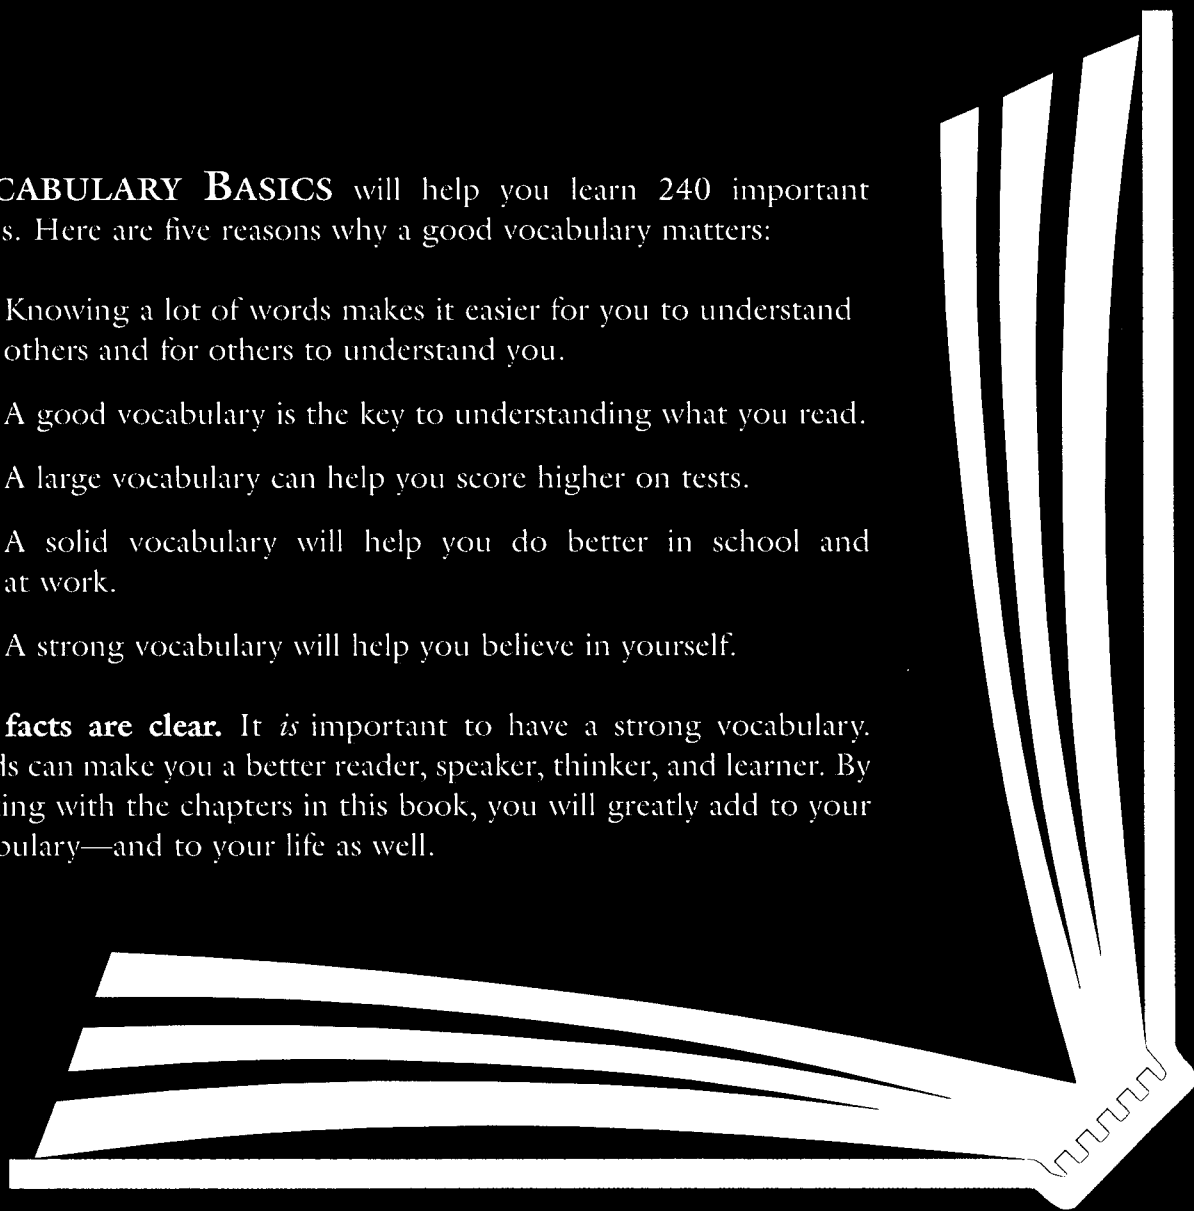 CABULARY BASICS will help you learn 240 important
s. Here are five reasons why a good vocabulary matters:
Knowing a lot of words makes it easier for you to understand
others and for others to understand you.
A good vocabulary is the key to understanding what you read.
A large vocabulary can help you score higher on tests.
A solid vocabulary will help you do better in school and
at work.
A strong vocabulary will help you believe in yourself.
facts are clear. It is important to have a strong vocabulary.
ds can make you a better reader, speaker, thinker, and learner. By
ing with the chapters in this book, you will greatly add to your
bulary—and to your life as well.